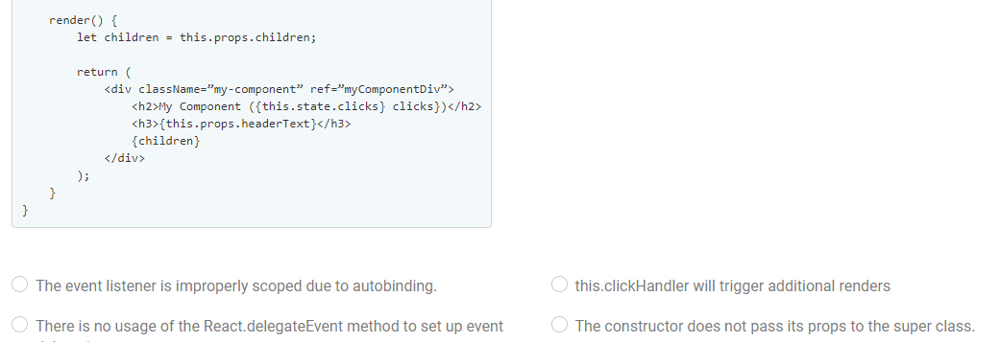 render() {
let children = this.props.children;
return (
<div className=”my-component” ref=”myComponentDiv”>
<h2>My Component ({this.state.clicks} clicks})</h2>
<h3>{this.props.headerText}</h3>
{children}
</div>
);
}
}
The event listener is improperly scoped due to autobinding.
this.clickHandler will trigger additional renders
There is no usage of the React.delegateEvent method to set up event
The constructor does not pass its props to the super class.